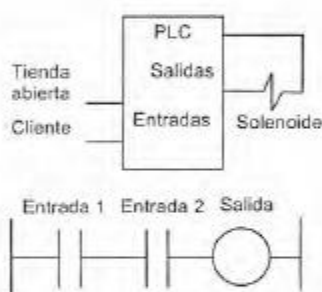 PLC
Tienda
abierta
Salidas
Cliente
Entradas
Solenoide
Entrada 1 Entrada 2 Salida